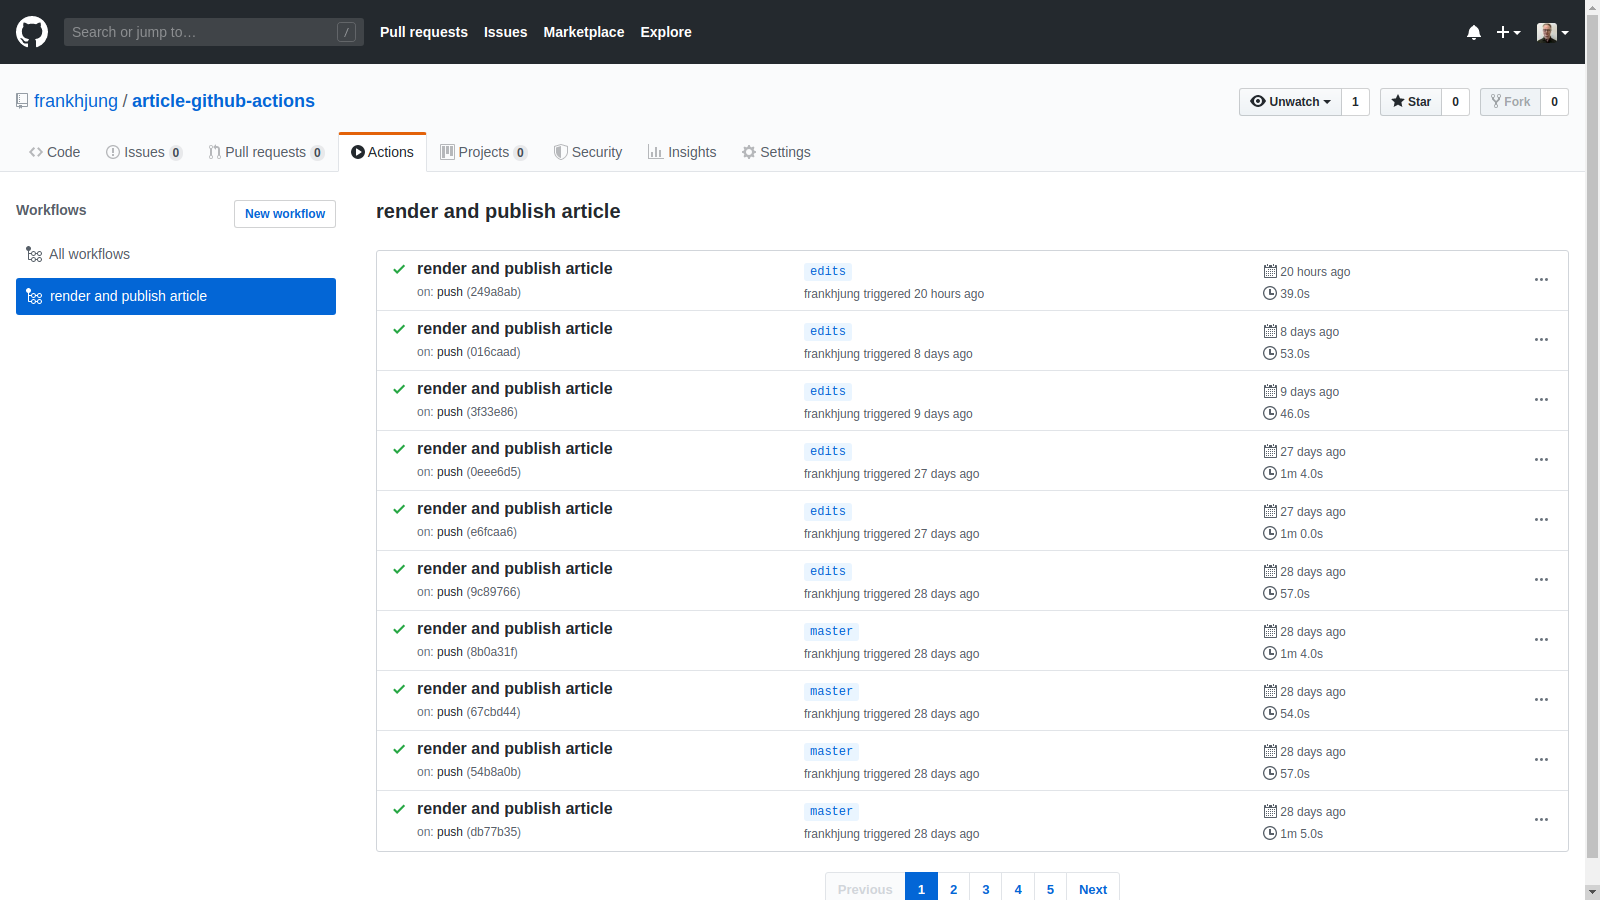 Search or jump to… / Pull requests Issues Marketplace Explore
frankhjung / article-github-actions Unwatch 1 Star 0 Fork 0
Code Issues 0 Pull requests 0 Actions Projects 0 Security Insights Settings
Workflows New workflow
All workflows
render and publish article
render and publish article
render and publish article edits 20 hours ago
on: push (249a8ab) frankhjung triggered 20 hours ago 39.0s
render and publish article edits 8 days ago
on: push (016caad) frankhjung triggered 8 days ago 53.0s
render and publish article edits 9 days ago
on: push (3f33e86) frankhjung triggered 9 days ago 46.0s
render and publish article edits 27 days ago
on: push (0eee6d5) frankhjung triggered 27 days ago 1m 4.0s
render and publish article edits 27 days ago
on: push (e6fcaa6) frankhjung triggered 27 days ago 1m 0.0s
render and publish article edits 28 days ago
on: push (9c89766) frankhjung triggered 28 days ago 57.0s
render and publish article master 28 days ago
on: push (8b0a31f) frankhjung triggered 28 days ago 1m 4.0s
render and publish article master 28 days ago
on: push (67cbd44) frankhjung triggered 28 days ago 54.0s
render and publish article master 28 days ago
on: push (54b8a0b) frankhjung triggered 28 days ago 57.0s
render and publish article master 28 days ago
on: push (db77b35) frankhjung triggered 28 days ago 1m 5.0s
Previous 1 2 3 4 5 Next